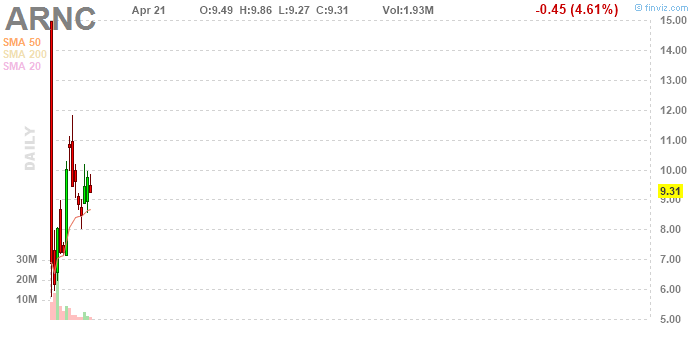 ARNC Apr 21 O:9.49 H:9.86 L:9.27 C:9.31 Vol:1.93M -0.45 (4.61%) © finviz.com
SMA 50
SMA 200
SMA 20
DAILY
15.00
14.00
13.00
12.00
11.00
10.00
9.31
9.00
8.00
7.00
6.00
5.00
30M
20M
10M